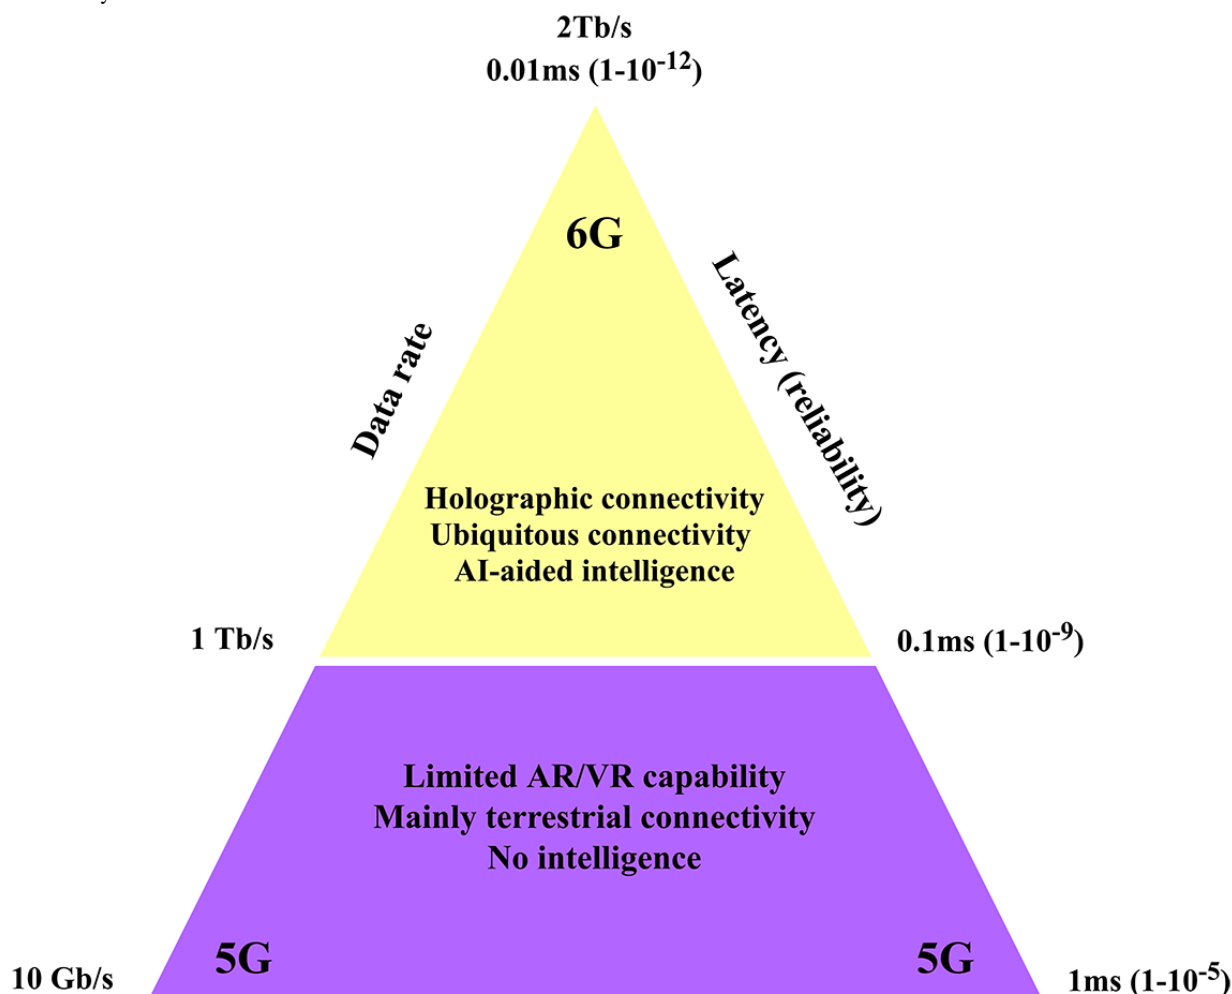 2Tb/s
0.01ms (1-10⁻¹²)
6G
Data rate
Latency (reliability)
Holographic connectivity
Ubiquitous connectivity
AI-aided intelligence
1 Tb/s
0.1ms (1-10⁻⁹)
Limited AR/VR capability
Mainly terrestrial connectivity
No intelligence
5G
5G
10 Gb/s
1ms (1-10⁻⁵)